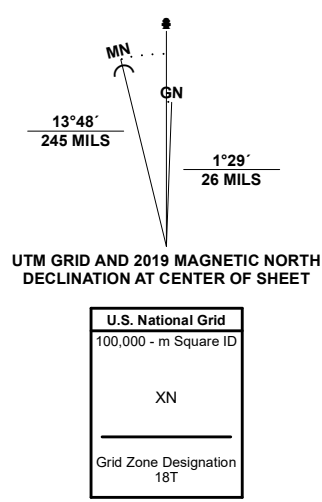 MN
GN
13°48´
245 MILS
1°29´
26 MILS
UTM GRID AND 2019 MAGNETIC NORTH
DECLINATION AT CENTER OF SHEET
U.S. National Grid
100,000 - m Square ID
XN
Grid Zone Designation
18T